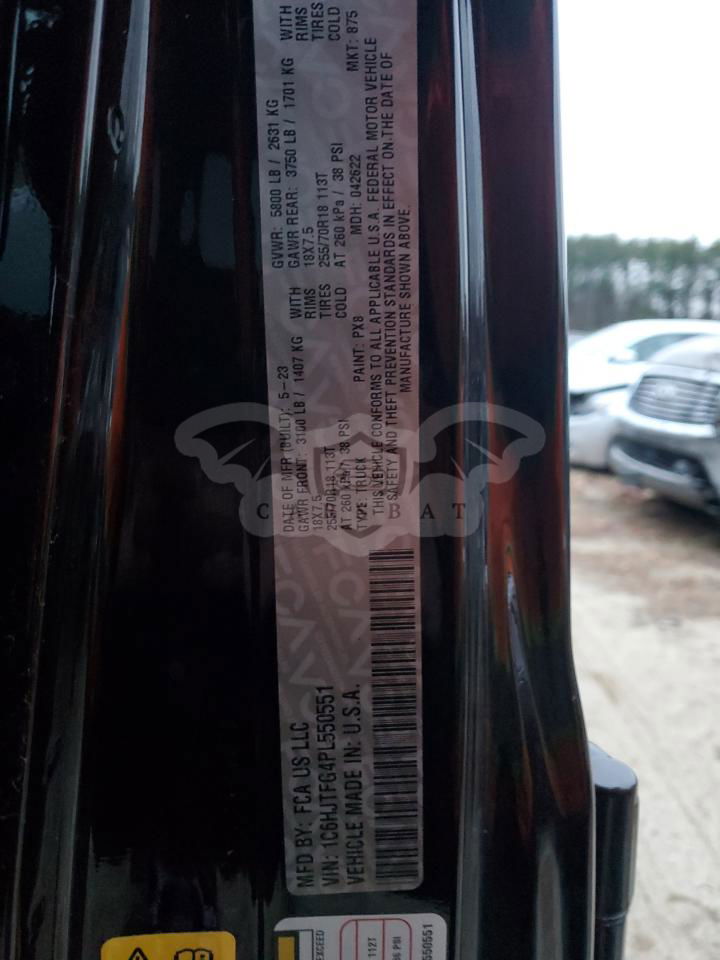 MFD BY: FCA US LLC
DATE OF MFR (BUILT): 5-23
GVWR: 5800 LB / 2631 KG
GAWR FRONT: 3100 LB / 1407 KG WITH
GAWR REAR: 3750 LB / 1701 KG WITH
18X7.5 RIMS
18X7.5 RIMS
255/70R18 113T TIRES
255/70R18 113T TIRES
AT 260 kPa / 38 PSI COLD
AT 260 kPa / 38 PSI COLD
VIN: 1C6HJTFG4PL550551
TYPE: TRUCK PAINT: PX8 MDH: 042622 MKT: 875
VEHICLE MADE IN: U.S.A.
THIS VEHICLE CONFORMS TO ALL APPLICABLE U.S.A. FEDERAL MOTOR VEHICLE
SAFETY AND THEFT PREVENTION STANDARDS IN EFFECT ON THE DATE OF
MANUFACTURE SHOWN ABOVE.
EXCEED
112T
PSI
550551